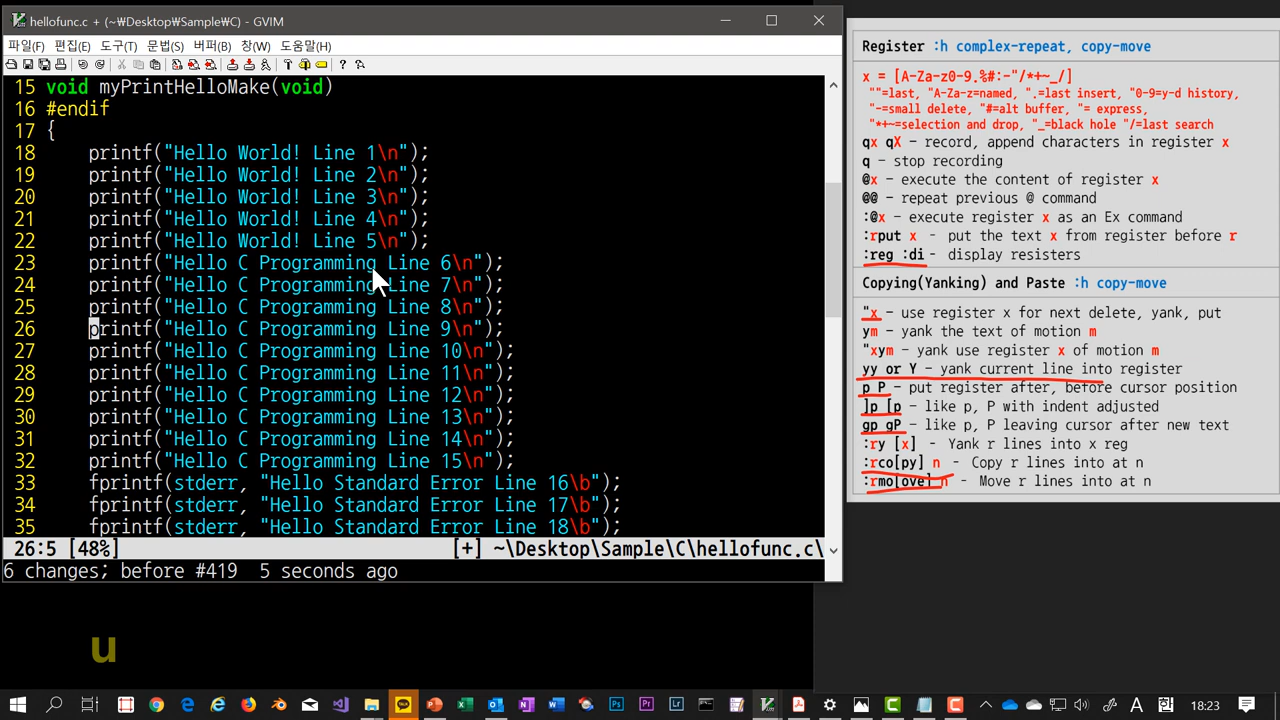 hellofunc.c + (~₩Desktop₩Sample₩C) - GVIM
파일(F) 편집(E) 도구(T) 문법(S) 버퍼(B) 창(W) 도움말(H)
15 void myPrintHelloMake(void)
16 #endif
17 {
18     printf("Hello World! Line 1\n");
19     printf("Hello World! Line 2\n");
20     printf("Hello World! Line 3\n");
21     printf("Hello World! Line 4\n");
22     printf("Hello World! Line 5\n");
23     printf("Hello C Programming Line 6\n");
24     printf("Hello C Programming Line 7\n");
25     printf("Hello C Programming Line 8\n");
26     printf("Hello C Programming Line 9\n");
27     printf("Hello C Programming Line 10\n");
28     printf("Hello C Programming Line 11\n");
29     printf("Hello C Programming Line 12\n");
30     printf("Hello C Programming Line 13\n");
31     printf("Hello C Programming Line 14\n");
32     printf("Hello C Programming Line 15\n");
33     fprintf(stderr, "Hello Standard Error Line 16\b");
34     fprintf(stderr, "Hello Standard Error Line 17\b");
35     fprintf(stderr, "Hello Standard Error Line 18\b");
26:5 [48%] [+] ~\Desktop\Sample\C\hellofunc.c\
6 changes; before #419  5 seconds ago
u
Register :h complex-repeat, copy-move
x = [A-Za-z0-9.%#:-"/*+~_/]
""=last, "A-Za-z=named, ".=last insert, "0-9=y-d history,
"-=small delete, "#=alt buffer, "= express,
"*+~=selection and drop, "_=black hole "/=last search
qx qX - record, append characters in register x
q - stop recording
@x - execute the content of register x
@@ - repeat previous @ command
:@x - execute register x as an Ex command
:rput x - put the text x from register before r
:reg :di - display resisters
Copying(Yanking) and Paste :h copy-move
"x - use register x for next delete, yank, put
ym - yank the text of motion m
"xym - yank use register x of motion m
yy or Y - yank current line into register
p P - put register after, before cursor position
]p [p - like p, P with indent adjusted
gp gP - like p, P leaving cursor after new text
:ry [x] - Yank r lines into x reg
:rco[py] n - Copy r lines into at n
:rmo[ove] n - Move r lines into at n
A 한 18:23